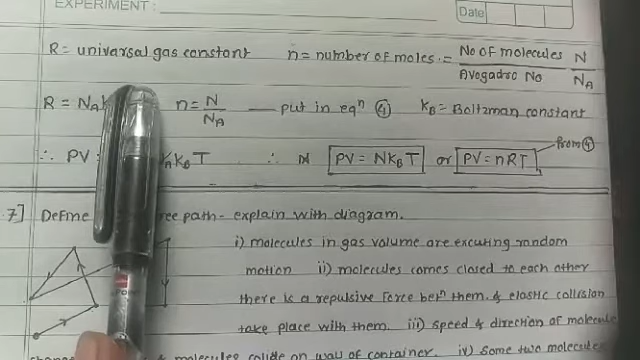 EXPERIMENT:
Date
R = universal gas constant n = number of moles. = No of molecules / Avogadro No N / NA
R = NAk n = N / NA — put in eqn ④ KB = Boltzman constant
∴ PV KBT ∴ PV = NKBT or PV = nRT from ④
7] Define ree path - explain with diagram.
i) molecules in gas volume are excuting random
motion ii) molecules comes closed to each other
there is a repulsive force betn them. & elastic collision
take place with them. iii) speed & direction of molecule
& molecules collide on wall of container. iv) some two molecules